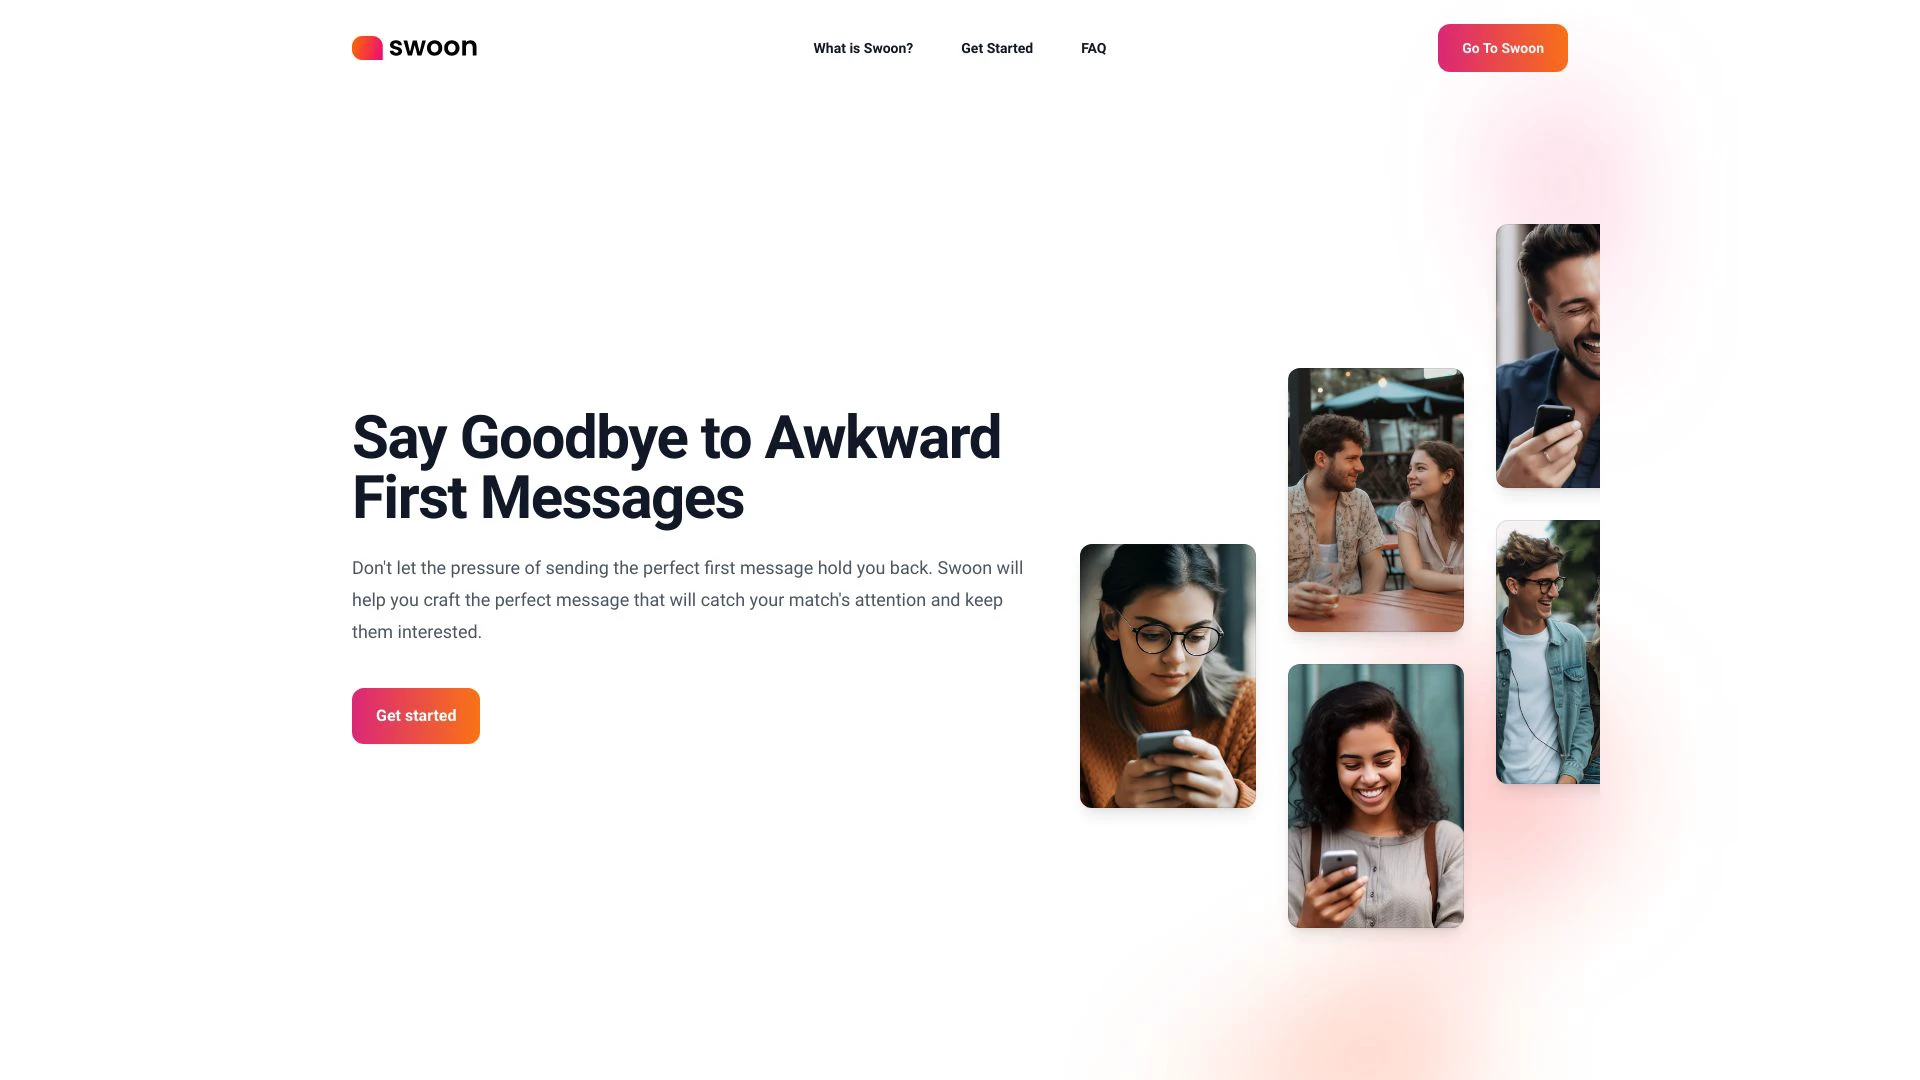 swoon
What is Swoon?
Get Started
FAQ
Go To Swoon
Say Goodbye to Awkward
First Messages
Don't let the pressure of sending the perfect first message hold you back. Swoon will
help you craft the perfect message that will catch your match's attention and keep
them interested.
Get started